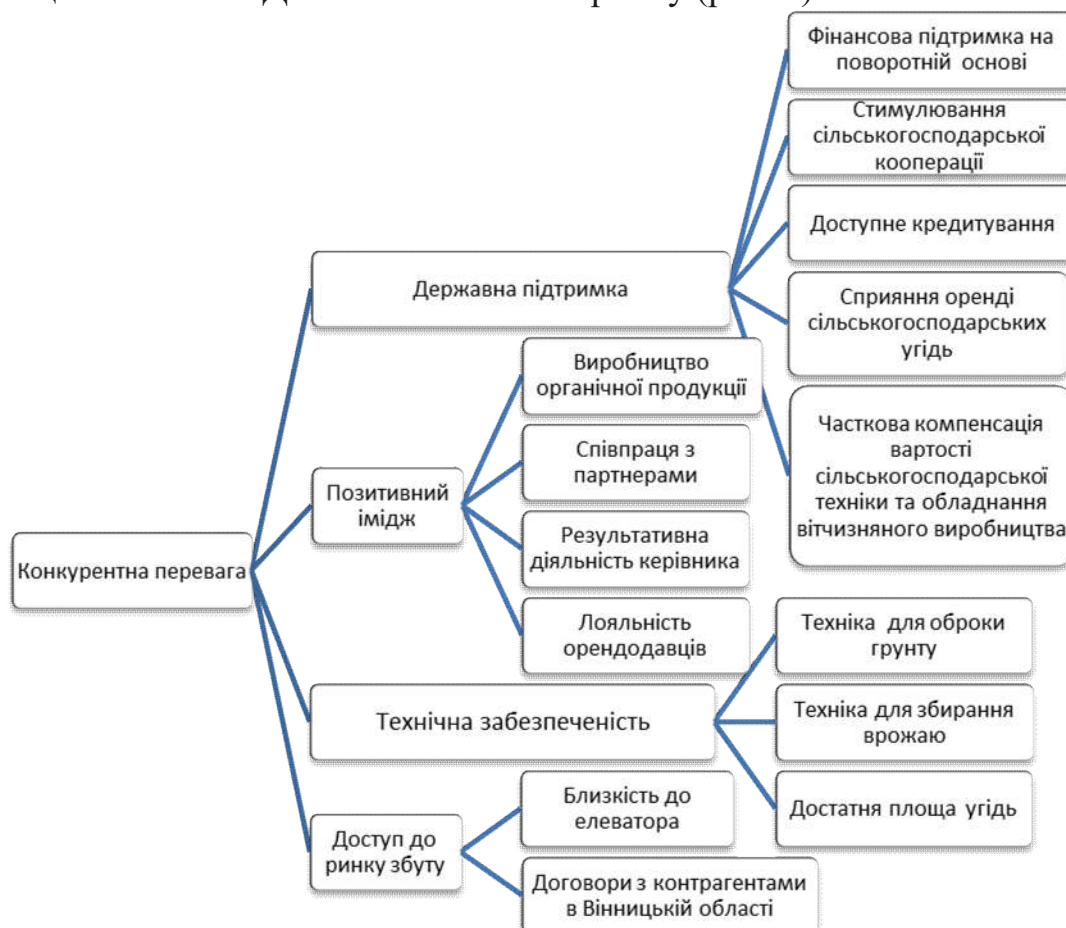 Фінансова підтримка на
поворотній основі
Стимулювання
сільськогосподарської
кооперації
Доступне кредитування
Державна підтримка
Сприяння оренді
сільськогосподарських
угідь
Виробництво
органічної продукції
Часткова компенсація
вартості
сільськогосподарської
техніки та обладнання
вітчизняного виробництва
Співпраця з
партнерами
Позитивний
імідж
Результативна
діяльність керівника
Конкурентна перевага
Лояльність
орендодавців
Техніка для оброки
грунту
Технічна забезпеченість
Техніка для збирання
врожаю
Достатня площа угідь
Близкість до
елеватора
Доступ до
ринку збуту
Договори з контрагентами
в Вінницькій області